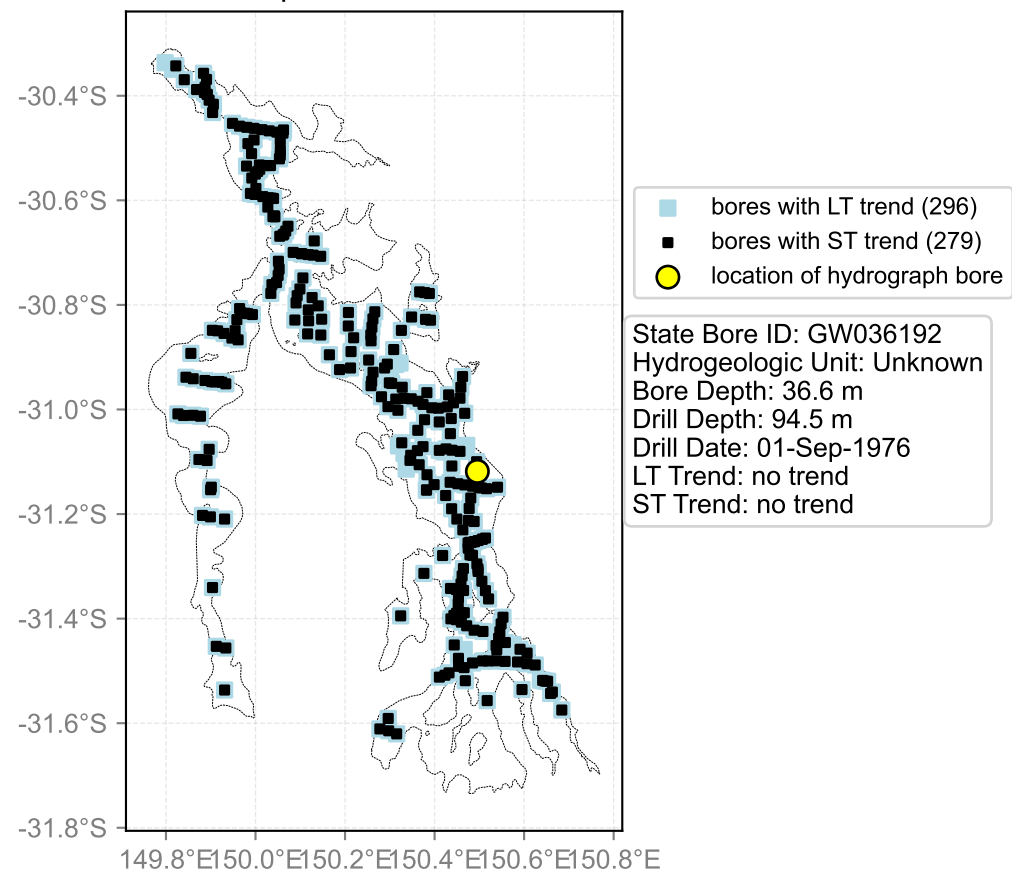 -30.4°S
-30.6°S
-30.8°S
-31.0°S
-31.2°S
-31.4°S
-31.6°S
-31.8°S
149.8°E150.0°E150.2°E150.4°E150.6°E150.8°E
bores with LT trend (296)
bores with ST trend (279)
location of hydrograph bore
State Bore ID: GW036192
Hydrogeologic Unit: Unknown
Bore Depth: 36.6 m
Drill Depth: 94.5 m
Drill Date: 01-Sep-1976
LT Trend: no trend
ST Trend: no trend